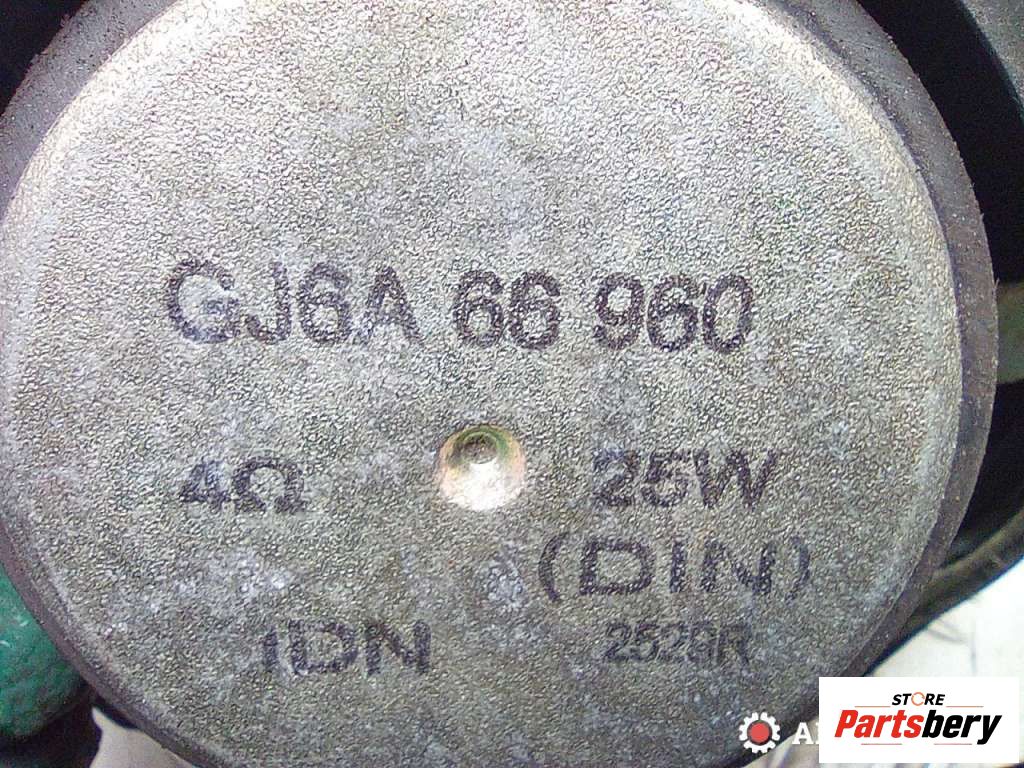 GJ6A 66 960
4Ω 25W
(DIN)
IDN 2528R
STORE
Partsbery